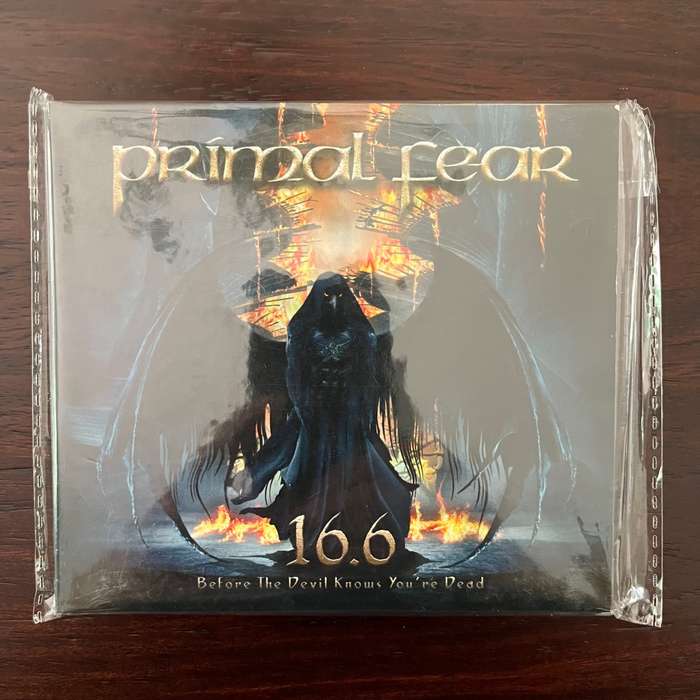 primal fear
16.6
Before The Devil Knows You're Dead